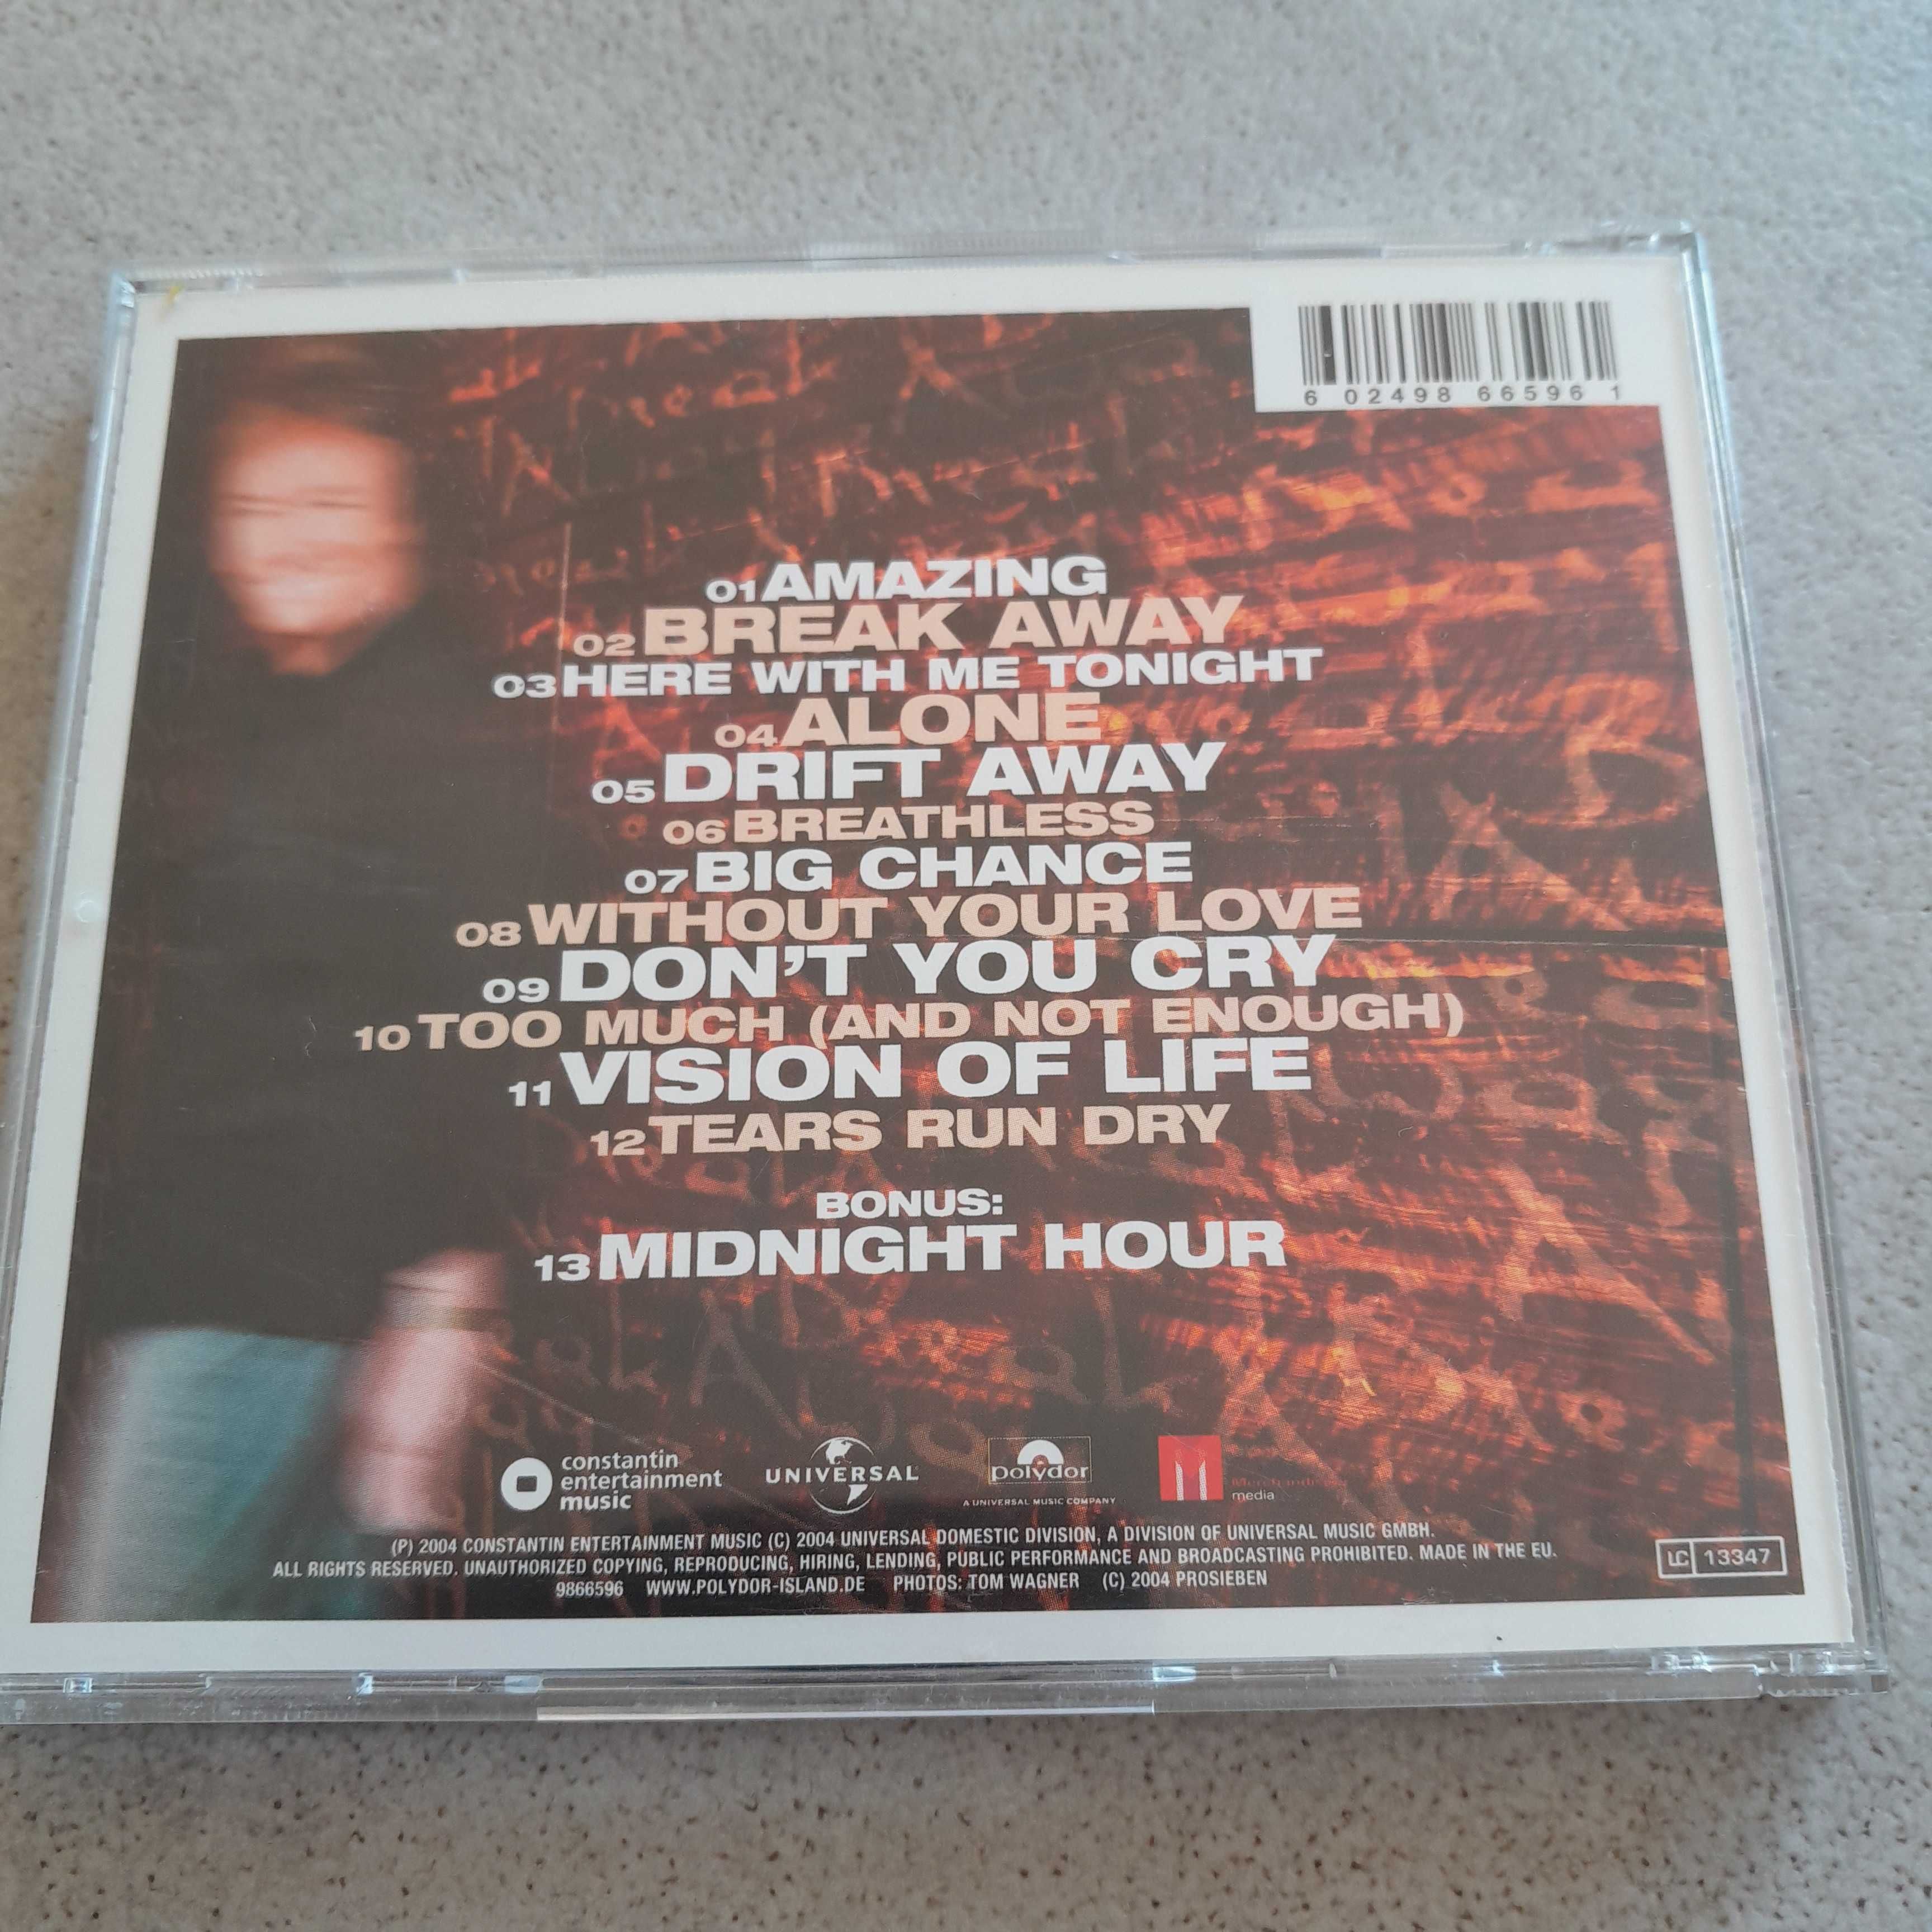 6 02498 66596 1
01 AMAZING
02 BREAK AWAY
03 HERE WITH ME TONIGHT
04 ALONE
05 DRIFT AWAY
06 BREATHLESS
07 BIG CHANCE
08 WITHOUT YOUR LOVE
09 DON'T YOU CRY
10 TOO MUCH (AND NOT ENOUGH)
11 VISION OF LIFE
12 TEARS RUN DRY
BONUS:
13 MIDNIGHT HOUR
constantin
entertainment
music
UNIVERSAL
polydor
A UNIVERSAL MUSIC COMPANY
media
(P) 2004 CONSTANTIN ENTERTAINMENT MUSIC (C) 2004 UNIVERSAL DOMESTIC DIVISION, A DIVISION OF UNIVERSAL MUSIC GMBH.
ALL RIGHTS RESERVED. UNAUTHORIZED COPYING, REPRODUCING, HIRING, LENDING, PUBLIC PERFORMANCE AND BROADCASTING PROHIBITED. MADE IN THE EU.
9866596 WWW.POLYDOR-ISLAND.DE PHOTOS: TOM WAGNER (C) 2004 PROSIEBEN
LC 13347